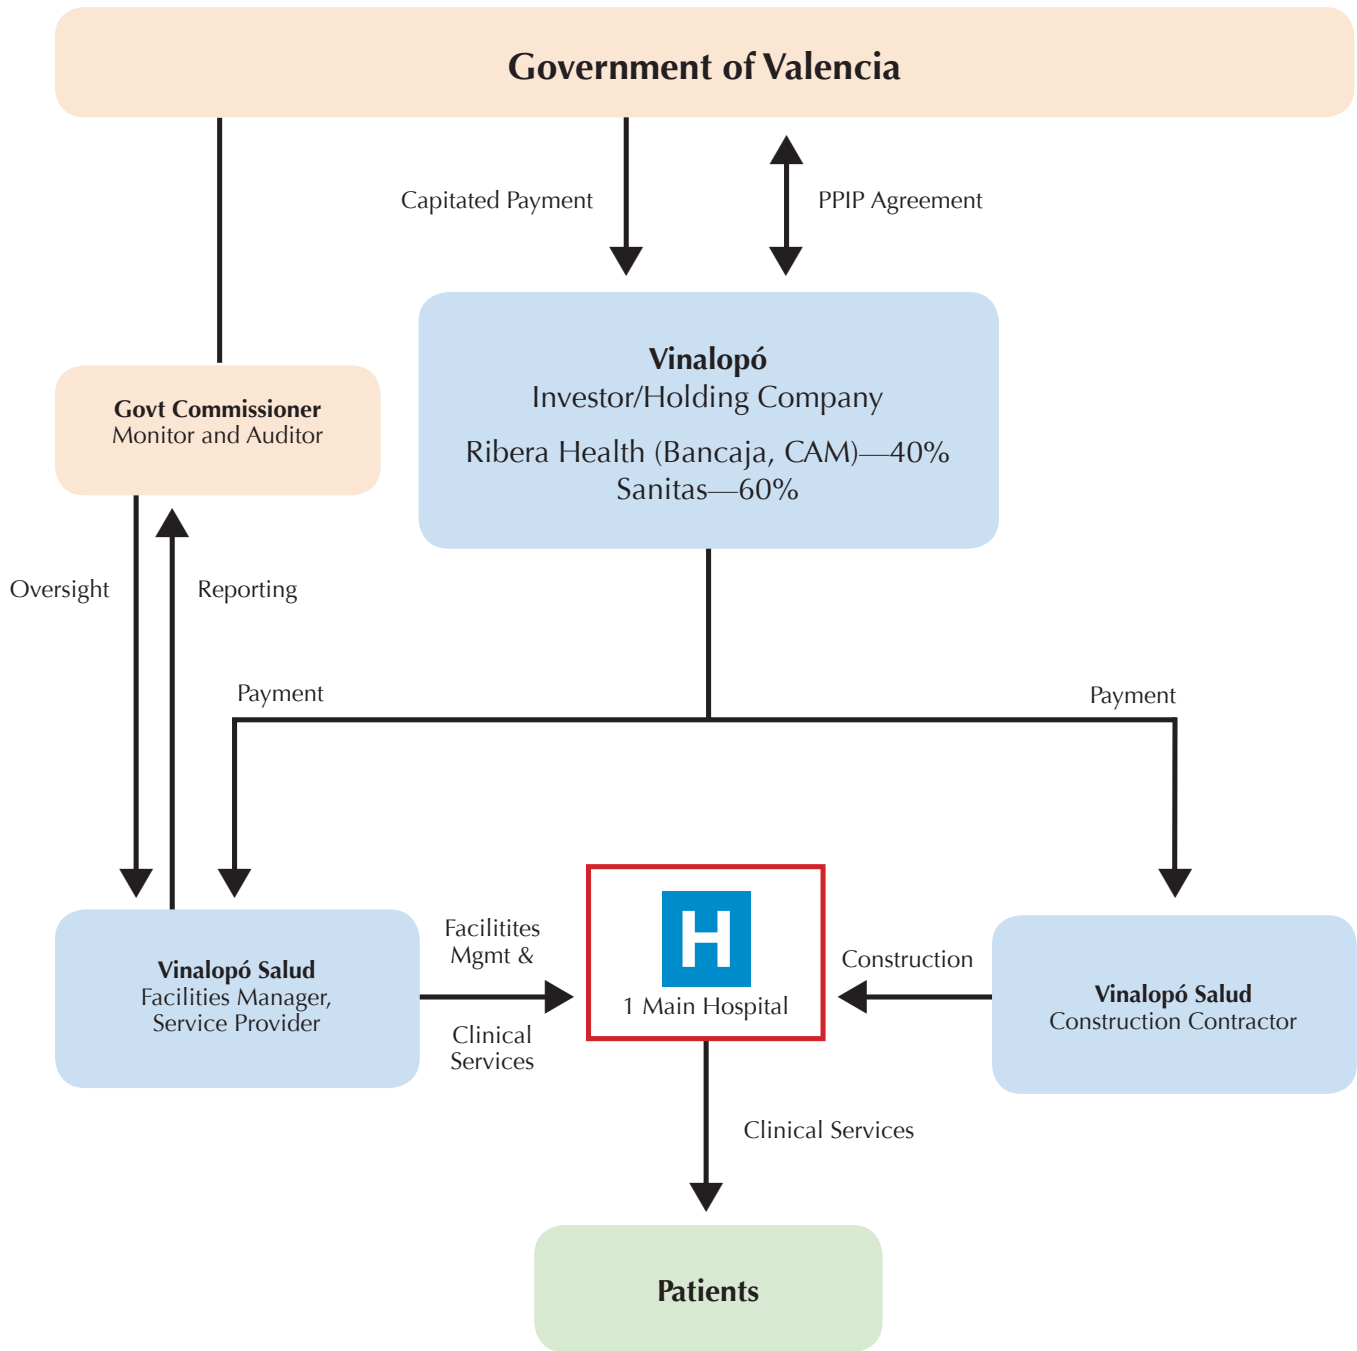 Government of Valencia
Capitated Payment
PPIP Agreement
Vinalopó
Investor/Holding Company
Ribera Health (Bancaja, CAM)—40%
Sanitas—60%
Govt Commissioner
Monitor and Auditor
Oversight
Reporting
Payment
Payment
Vinalopó Salud
Facilities Manager,
Service Provider
Facilitites
Mgmt &
Clinical
Services
H
1 Main Hospital
Construction
Vinalopó Salud
Construction Contractor
Clinical Services
Patients